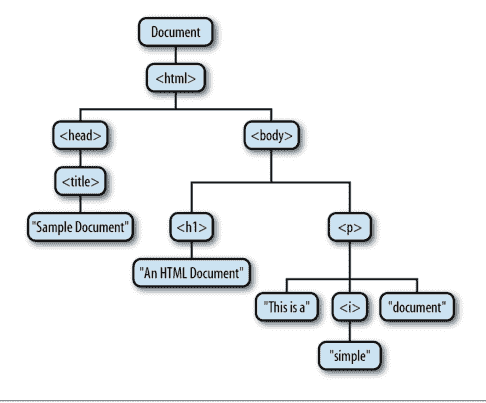 Document
<html>
<head>
<body>
<title>
"Sample Document"
<h1>
<p>
"An HTML Document"
"This is a"
<i>
"document"
"simple"